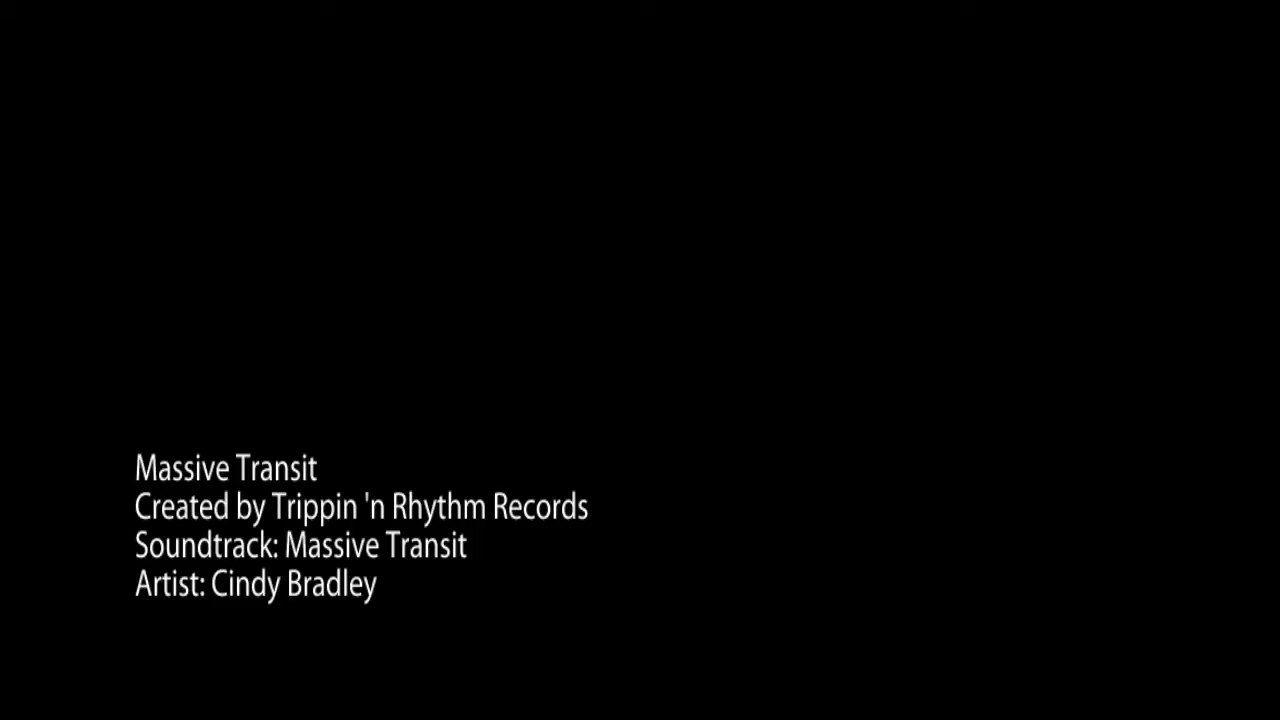 Massive Transit
Created by Trippin 'n Rhythm Records
Soundtrack: Massive Transit
Artist: Cindy Bradley